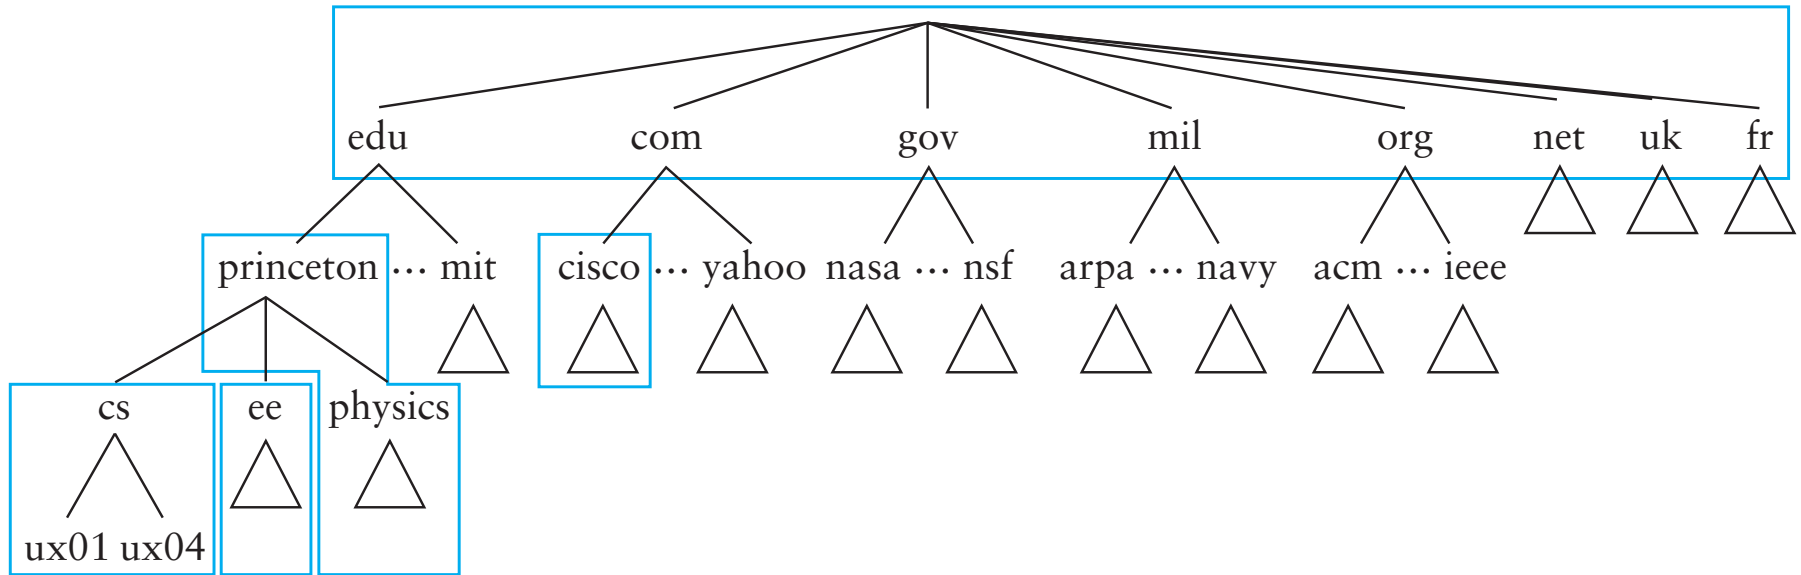 edu com gov mil org net uk fr
princeton ... mit cisco ... yahoo nasa ... nsf arpa ... navy acm ... ieee
cs ee physics
ux01 ux04